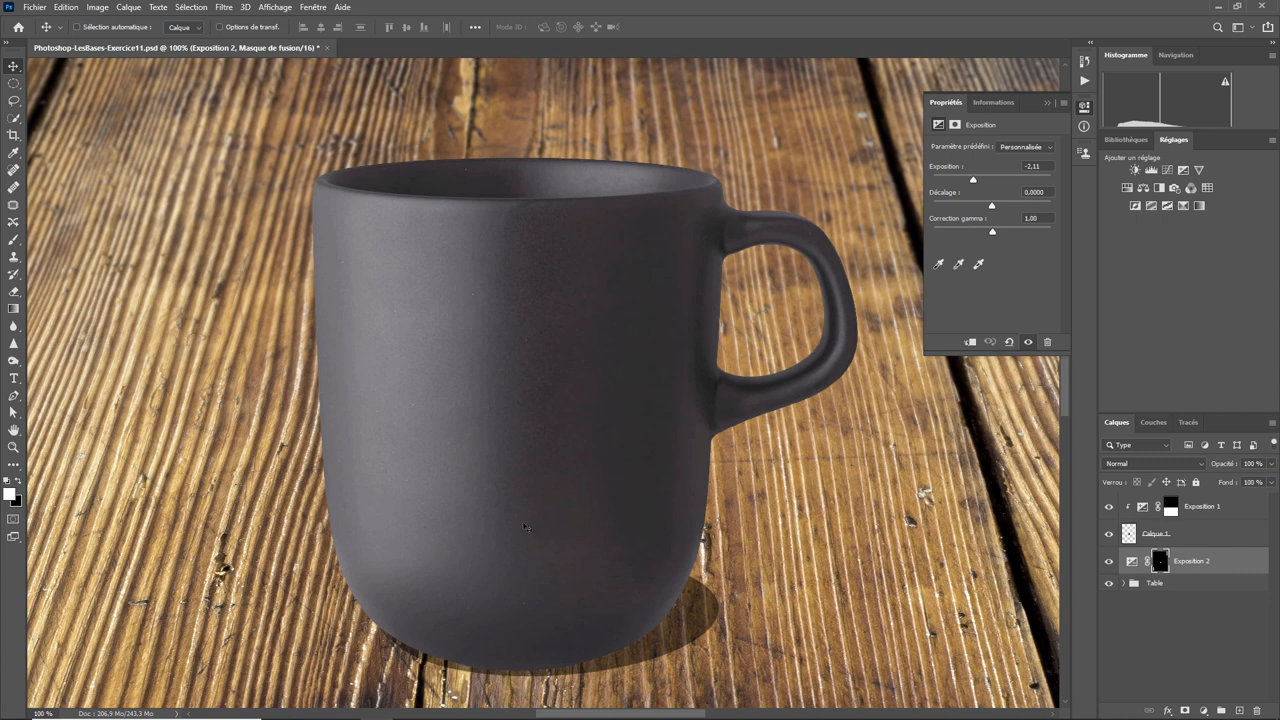 Ps Fichier Edition Image Calque Texte Sélection Filtre 3D Affichage Fenêtre Aide
Sélection automatique : Calque Options de transf. Mode 3D :
Photoshop-LesBases-Exercice11.psd @ 100% (Exposition 2, Masque de fusion/16) *
Histogramme Navigation
Propriétés Informations
Exposition
Paramètre prédéfini : Personnalisée
Exposition : -2,11
Décalage : 0,0000
Correction gamma : 1,00
Bibliothèques Réglages
Ajouter un réglage
Calques Couches Tracés
Type
Normal Opacité : 100 %
Verrou : Fond : 100 %
Exposition 1
Calque 1
Exposition 2
Table
100 % Doc : 206,9 Mo/243,3 Mo